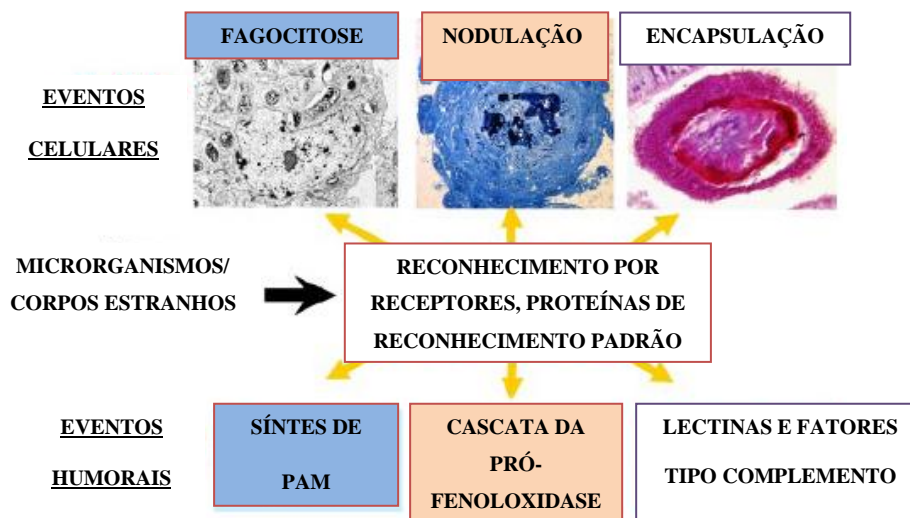 FAGOCITOSE
NODULAÇÃO
ENCAPSULAÇÃO
EVENTOS
CELULARES
MICRORGANISMOS/
CORPOS ESTRANHOS
RECONHECIMENTO POR
RECEPTORES, PROTEÍNAS DE
RECONHECIMENTO PADRÃO
EVENTOS
HUMORAIS
SÍNTES DE
PAM
CASCATA DA
PRÓ-
FENOLOXIDASE
LECTINAS E FATORES
TIPO COMPLEMENTO